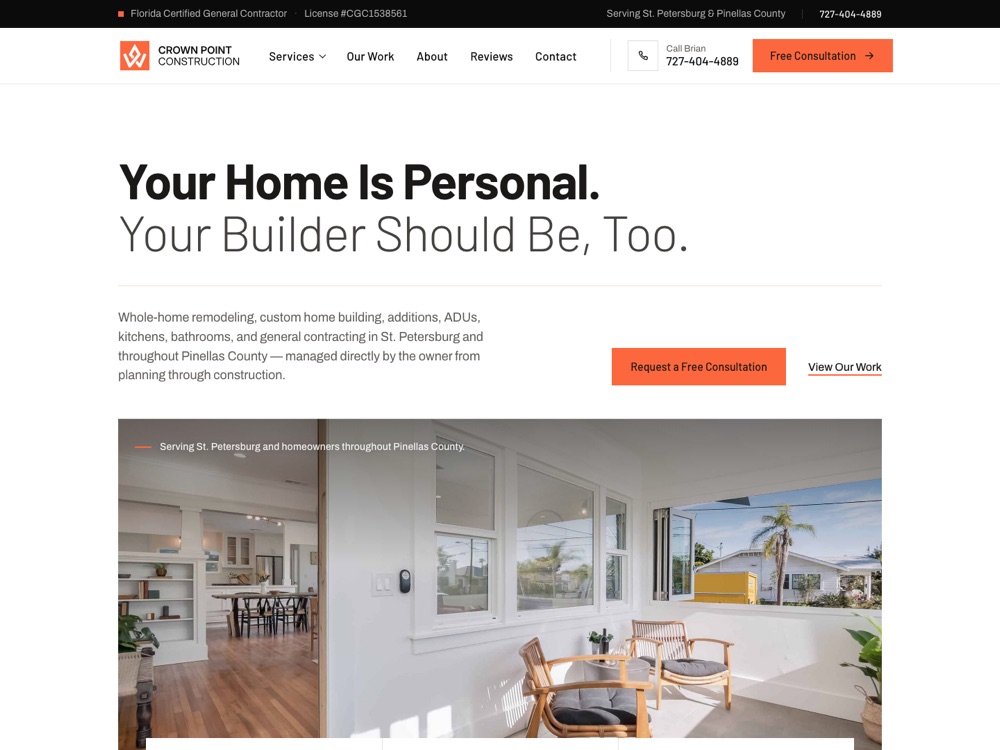 Florida Certified General Contractor · License #CGC1538561
Serving St. Petersburg & Pinellas County | 727-404-4889
CROWN POINT
CONSTRUCTION
Services Our Work About Reviews Contact
Call Brian
727-404-4889
Free Consultation →
Your Home Is Personal.
Your Builder Should Be, Too.
Whole-home remodeling, custom home building, additions, ADUs,
kitchens, bathrooms, and general contracting in St. Petersburg and
throughout Pinellas County — managed directly by the owner from
planning through construction.
Request a Free Consultation
View Our Work
Serving St. Petersburg and homeowners throughout Pinellas County.